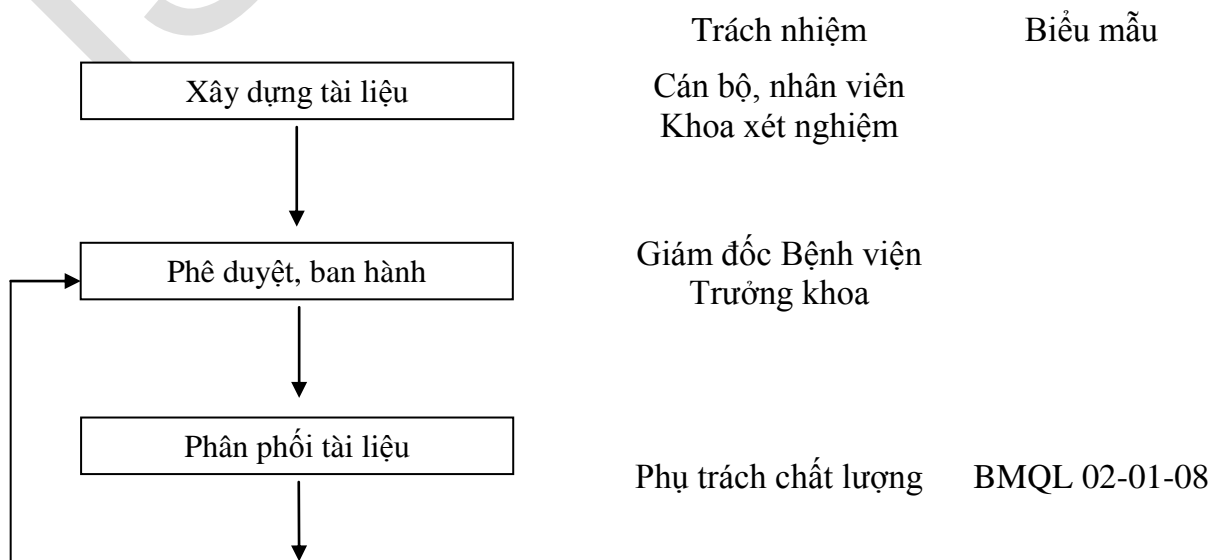 Trách nhiệm Biểu mẫu
Xây dựng tài liệu
Cán bộ, nhân viên
Khoa xét nghiệm
Phê duyệt, ban hành
Giám đốc Bệnh viện
Trưởng khoa
Phân phối tài liệu
Phụ trách chất lượng BMQL 02-01-08